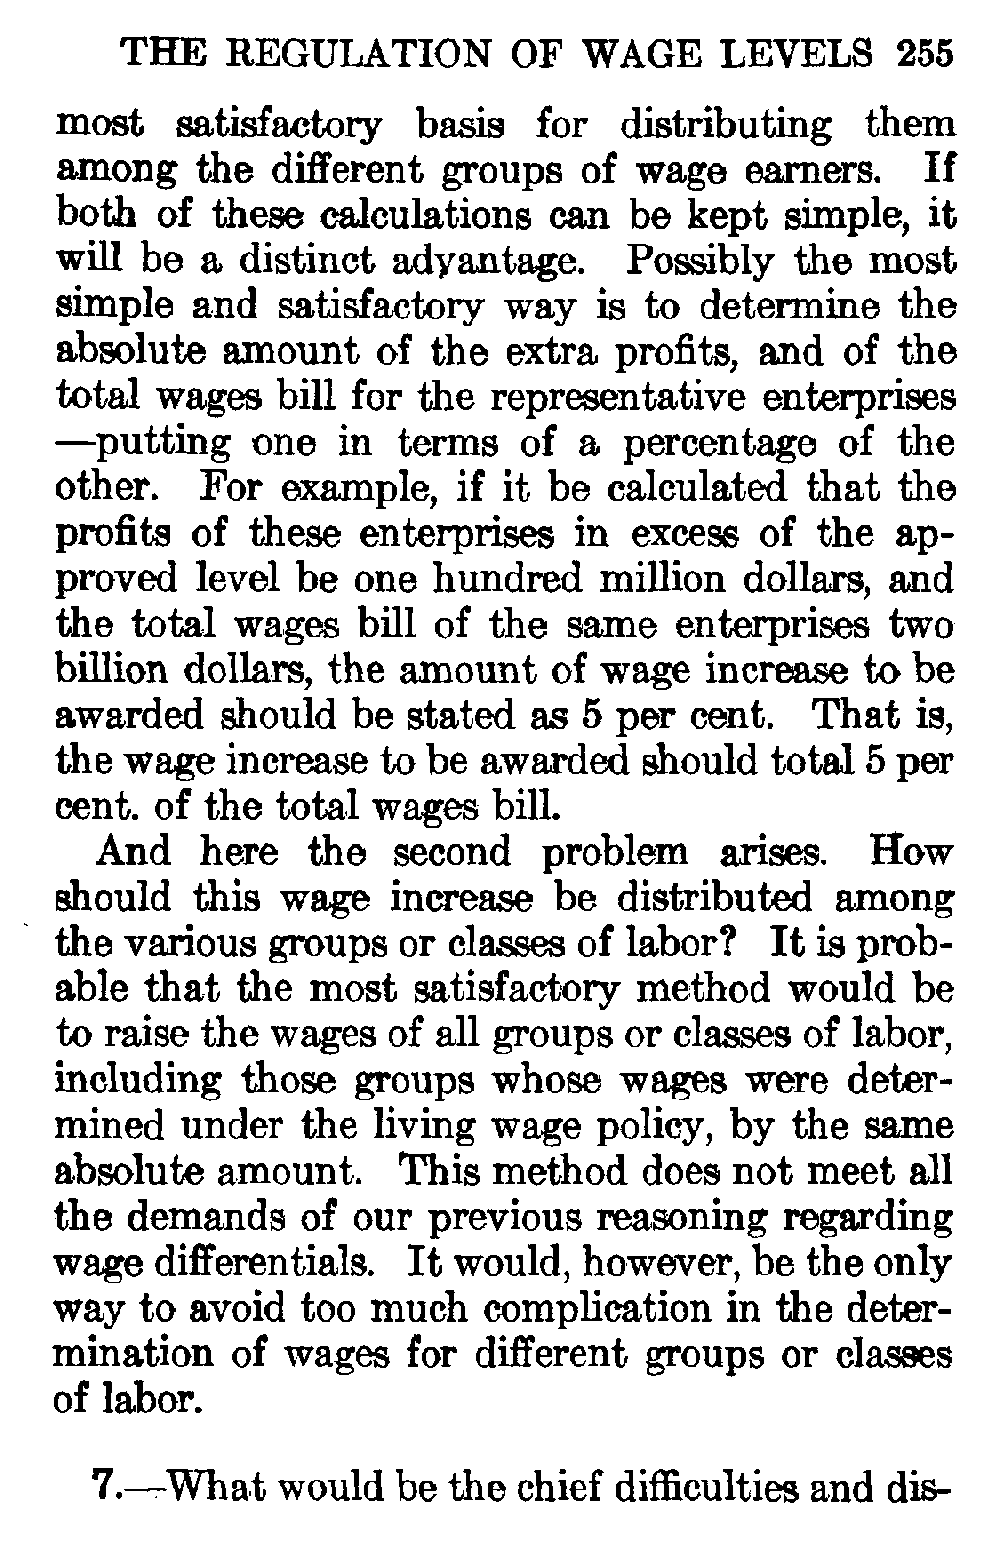 THE REGULATION OF WAGE LEVELS 255
most satisfactory basis for distributing them
among the different groups of wage earners. If
both of these calculations can be kept simple, it
will be a distinct advantage. Possibly the most
simple and satisfactory way is to determine the
absolute amount of the extra profits, and of the
total wages bill for the representative enterprises
—putting one in terms of a percentage of the
other. For example, if it be calculated that the
profits of these enterprises in excess of the ap-
proved level be one hundred million dollars, and
the total wages bill of the same enterprises two
billion dollars, the amount of wage increase to be
awarded should be stated as 5 per cent. That is,
the wage increase to be awarded should total 5 per
cent. of the total wages bill.
And here the second problem arises. How
should this wage increase be distributed among
the various groups or classes of labor? It is prob-
able that the most satisfactory method would be
to raise the wages of all groups or classes of labor,
including those groups whose wages were deter-
mined under the living wage policy, by the same
absolute amount. This method does not meet all
the demands of our previous reasoning regarding
wage differentials. It would, however, be the only
way to avoid too much complication in the deter-
mination of wages for different groups or classes
of labor.
7.—What would be the chief difficulties and dis-